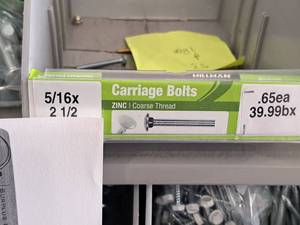 HILLMAN
Carriage Bolts
ZINC | Coarse Thread
5/16x
2 1/2
.65ea
39.99bx